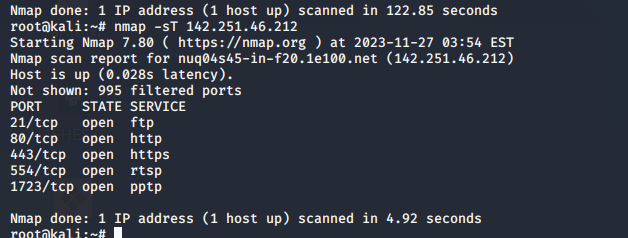 Nmap done: 1 IP address (1 host up) scanned in 122.85 seconds
root@kali:~# nmap -sT 142.251.46.212
Starting Nmap 7.80 ( https://nmap.org ) at 2023-11-27 03:54 EST
Nmap scan report for nuq04s45-in-f20.1e100.net (142.251.46.212)
Host is up (0.028s latency).
Not shown: 995 filtered ports
PORT     STATE SERVICE
21/tcp   open  ftp
80/tcp   open  http
443/tcp  open  https
554/tcp  open  rtsp
1723/tcp open  pptp
Nmap done: 1 IP address (1 host up) scanned in 4.92 seconds
root@kali:~#